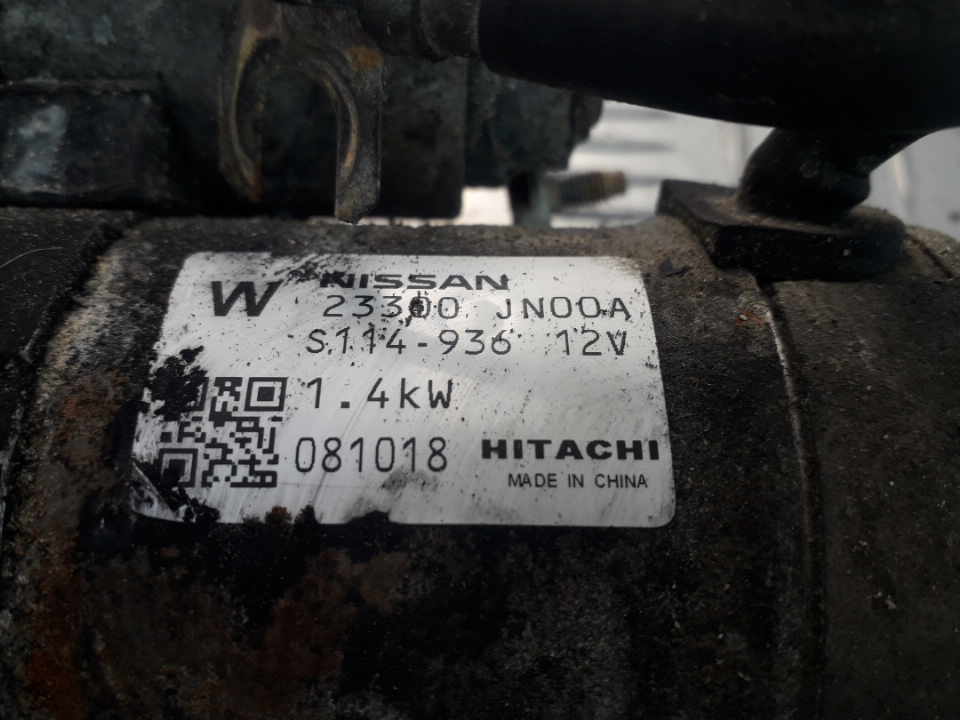 W NISSAN
23300 JN00A
S114-936 12V
1.4kW
081018 HITACHI
MADE IN CHINA